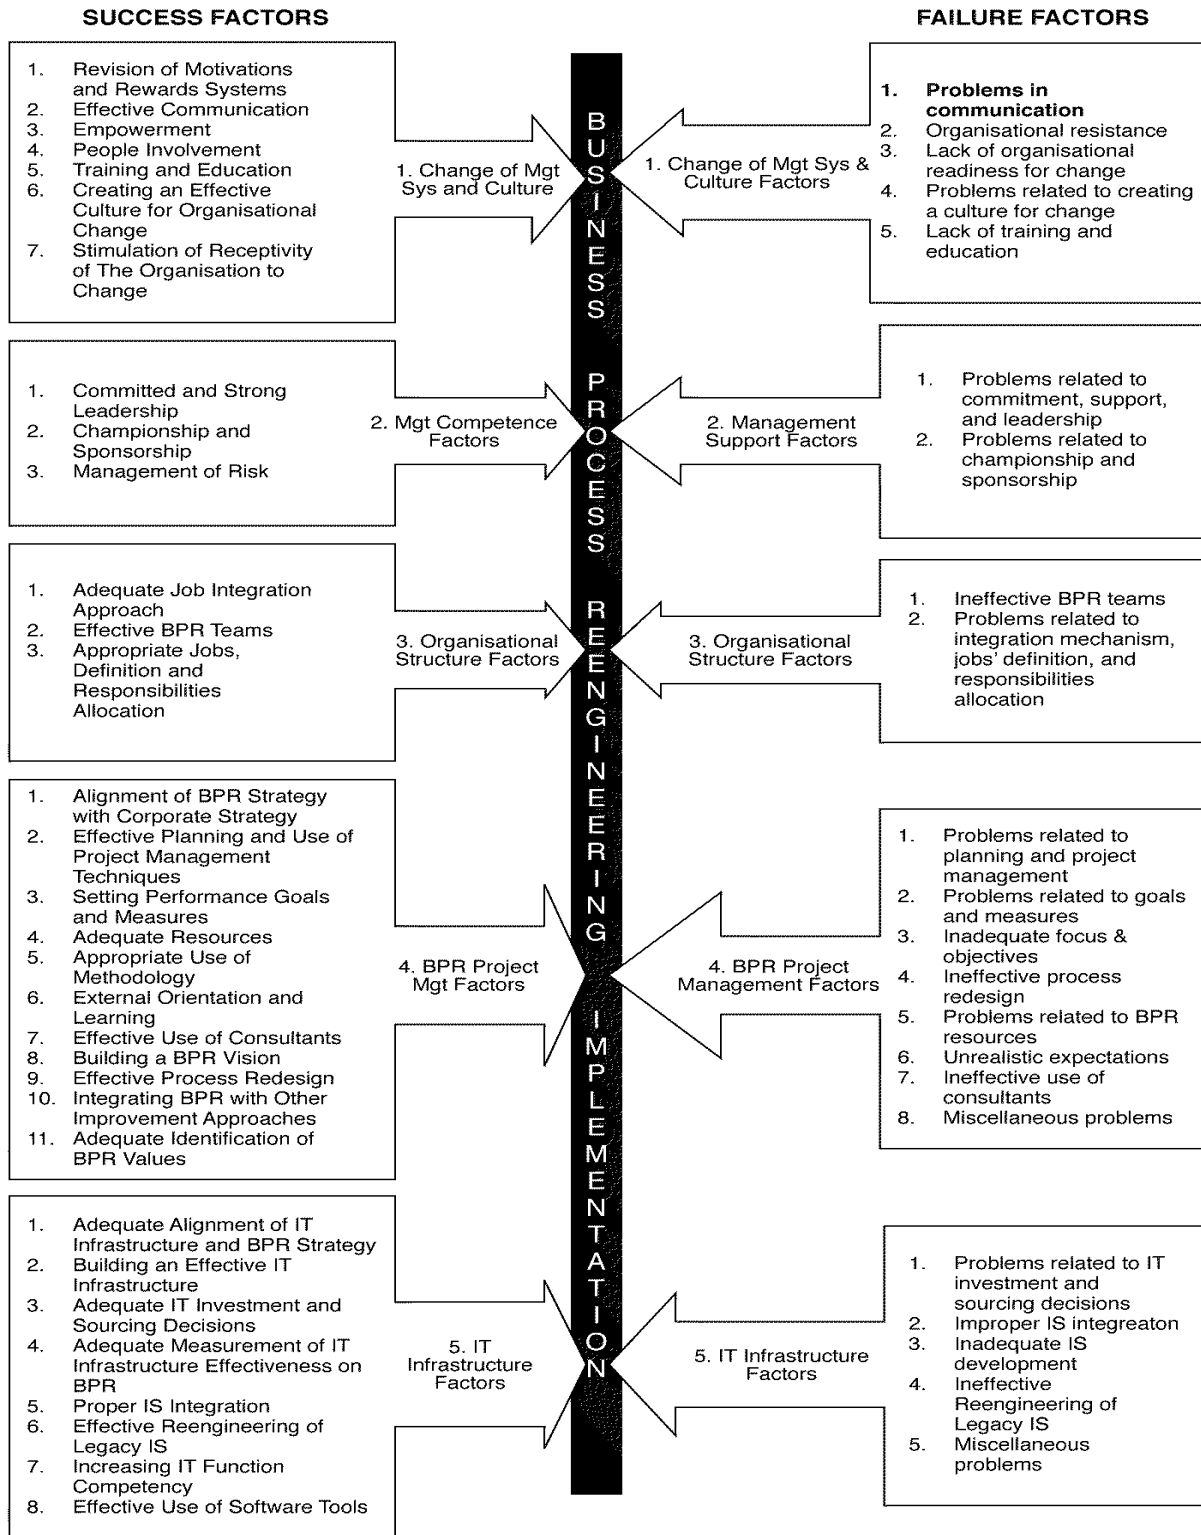 SUCCESS FACTORS
FAILURE FACTORS
1. Revision of Motivations
and Rewards Systems
2. Effective Communication
3. Empowerment
4. People Involvement
5. Training and Education
6. Creating an Effective
Culture for Organisational
Change
7. Stimulation of Receptivity
of The Organisation to
Change
1. Change of Mgt
Sys and Culture
1. Change of Mgt Sys &
Culture Factors
1. Problems in
communication
2. Organisational resistance
3. Lack of organisational
readiness for change
4. Problems related to creating
a culture for change
5. Lack of training and
education
1. Committed and Strong
Leadership
2. Championship and
Sponsorship
3. Management of Risk
2. Mgt Competence
Factors
2. Management
Support Factors
1. Problems related to
commitment, support,
and leadership
2. Problems related to
championship and
sponsorship
1. Adequate Job Integration
Approach
2. Effective BPR Teams
3. Appropriate Jobs,
Definition and
Responsibilities
Allocation
3. Organisational
Structure Factors
3. Organisational
Structure Factors
1. Ineffective BPR teams
2. Problems related to
integration mechanism,
jobs' definition, and
responsibilities
allocation
1. Alignment of BPR Strategy
with Corporate Strategy
2. Effective Planning and Use of
Project Management
Techniques
3. Setting Performance Goals
and Measures
4. Adequate Resources
5. Appropriate Use of
Methodology
6. External Orientation and
Learning
7. Effective Use of Consultants
8. Building a BPR Vision
9. Effective Process Redesign
10. Integrating BPR with Other
Improvement Approaches
11. Adequate Identification of
BPR Values
4. BPR Project
Mgt Factors
4. BPR Project
Management Factors
1. Problems related to
planning and project
management
2. Problems related to goals
and measures
3. Inadequate focus &
objectives
4. Ineffective process
redesign
5. Problems related to BPR
resources
6. Unrealistic expectations
7. Ineffective use of
consultants
8. Miscellaneous problems
1. Adequate Alignment of IT
Infrastructure and BPR Strategy
2. Building an Effective IT
Infrastructure
3. Adequate IT Investment and
Sourcing Decisions
4. Adequate Measurement of IT
Infrastructure Effectiveness on
BPR
5. Proper IS Integration
6. Effective Reengineering of
Legacy IS
7. Increasing IT Function
Competency
8. Effective Use of Software Tools
5. IT
Infrastructure
Factors
5. IT Infrastructure
Factors
1. Problems related to IT
investment and
sourcing decisions
2. Improper IS integreaton
3. Inadequate IS
development
4. Ineffective
Reengineering of
Legacy IS
5. Miscellaneous
problems
BUSINESS PROCESS REENGINEERING IMPLEMENTATION